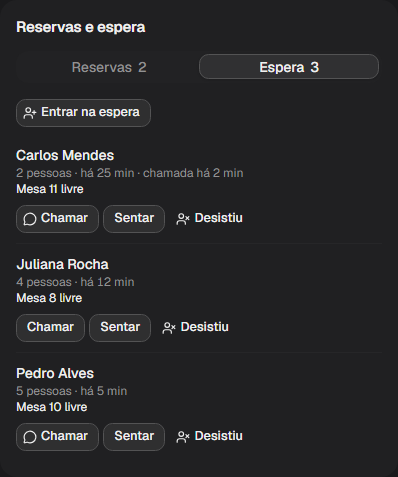 Reservas e espera
Reservas 2
Espera 3
Entrar na espera
Carlos Mendes
2 pessoas · há 25 min · chamada há 2 min
Mesa 11 livre
Chamar
Sentar
Desistiu
Juliana Rocha
4 pessoas · há 12 min
Mesa 8 livre
Chamar
Sentar
Desistiu
Pedro Alves
5 pessoas · há 5 min
Mesa 10 livre
Chamar
Sentar
Desistiu